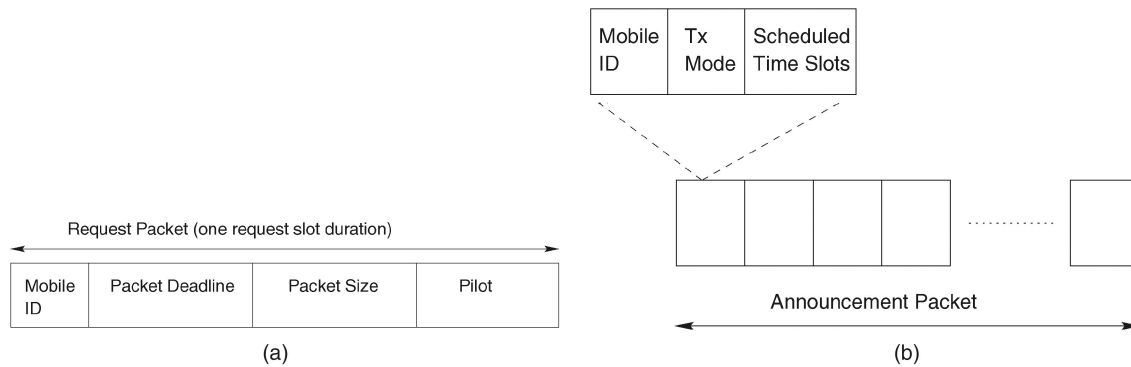 Request Packet (one request slot duration)
Mobile
ID
Packet Deadline
Packet Size
Pilot
(a)
Mobile
ID
Tx
Mode
Scheduled
Time Slots
Announcement Packet
(b)